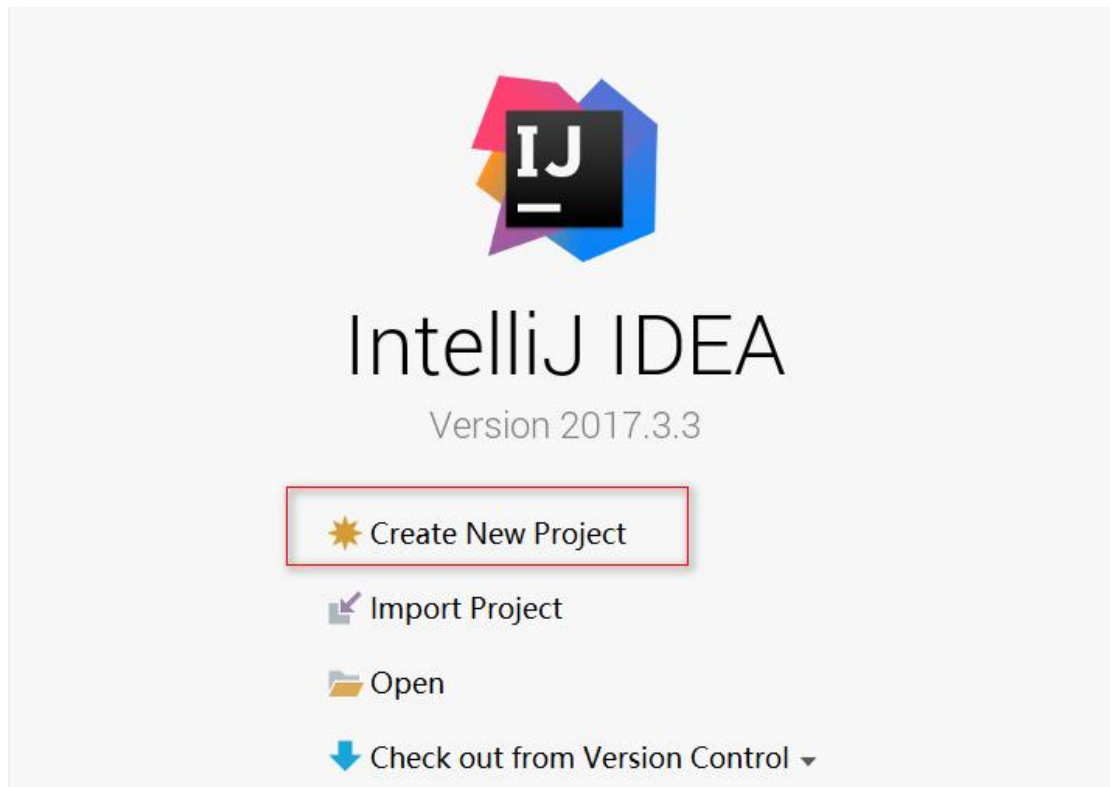 IJ
IntelliJ IDEA
Version 2017.3.3
Create New Project
Import Project
Open
Check out from Version Control